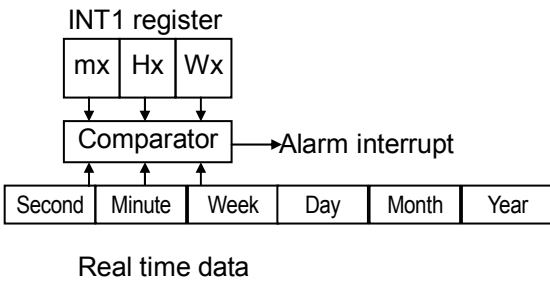 INT1 register
mx Hx Wx
Comparator Alarm interrupt
Second Minute Week Day Month Year
Real time data